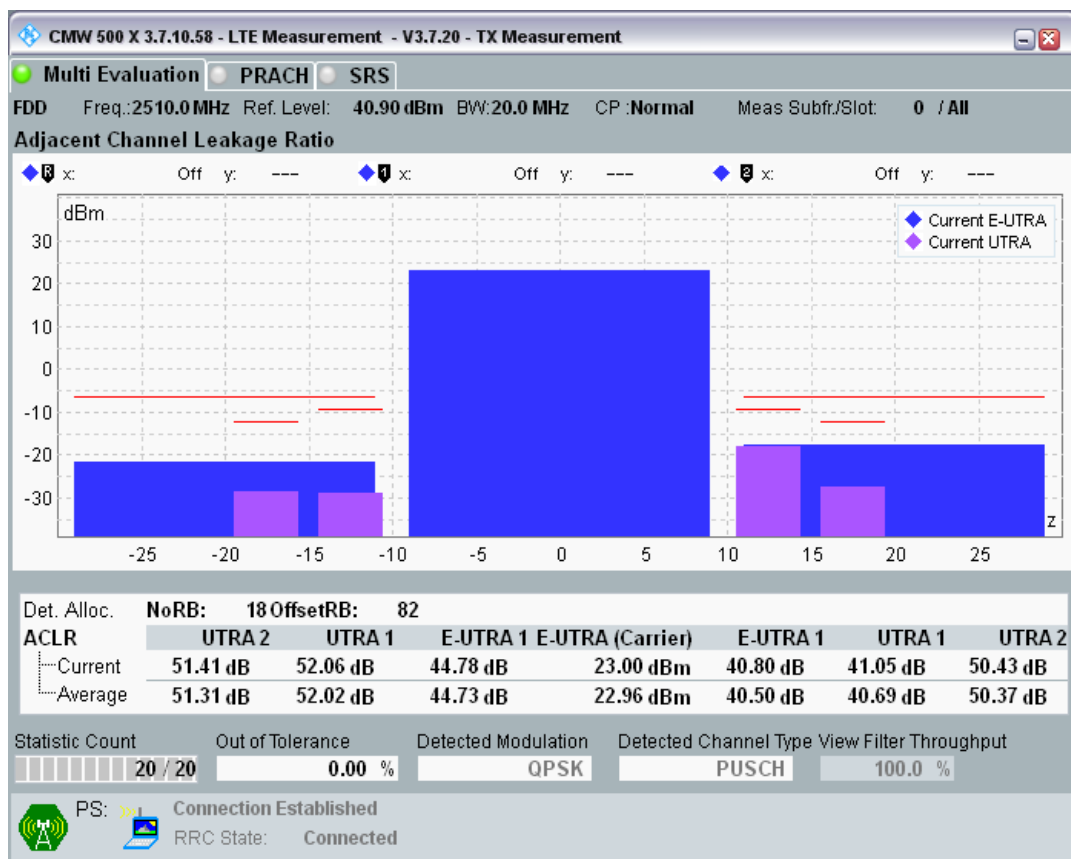 CMW 500 X 3.7.10.58 - LTE Measurement - V3.7.20 - TX Measurement
Multi Evaluation PRACH SRS
FDD Freq.:2510.0 MHz Ref. Level: 40.90 dBm BW:20.0 MHz CP :Normal Meas Subfr./Slot: 0 / All
Adjacent Channel Leakage Ratio
R x: Off y: --- 1 x: Off y: --- 2 x: Off y: ---
dBm
Current E-UTRA
Current UTRA
30
20
10
0
-10
-20
-30
z
-25 -20 -15 -10 -5 0 5 10 15 20 25
Det. Alloc. NoRB: 18 OffsetRB: 82
ACLR UTRA 2 UTRA 1 E-UTRA 1 E-UTRA (Carrier) E-UTRA 1 UTRA 1 UTRA 2
Current 51.41 dB 52.06 dB 44.78 dB 23.00 dBm 40.80 dB 41.05 dB 50.43 dB
Average 51.31 dB 52.02 dB 44.73 dB 22.96 dBm 40.50 dB 40.69 dB 50.37 dB
Statistic Count Out of Tolerance Detected Modulation Detected Channel Type View Filter Throughput
20 / 20 0.00 % QPSK PUSCH 100.0 %
PS: Connection Established
RRC State: Connected